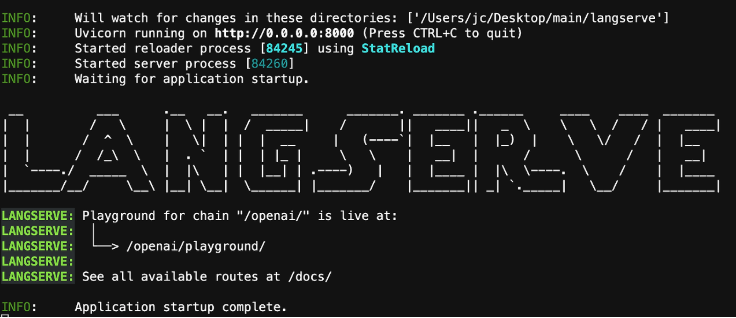 INFO:     Will watch for changes in these directories: ['/Users/jc/Desktop/main/langserve']
INFO:     Uvicorn running on http://0.0.0.0:8000 (Press CTRL+C to quit)
INFO:     Started reloader process [84245] using StatReload
INFO:     Started server process [84260]
INFO:     Waiting for application startup.
LANGSERVE
LANGSERVE: Playground for chain "/openai/" is live at:
LANGSERVE:  │
LANGSERVE:  └──> /openai/playground/
LANGSERVE:
LANGSERVE: See all available routes at /docs/
INFO:     Application startup complete.